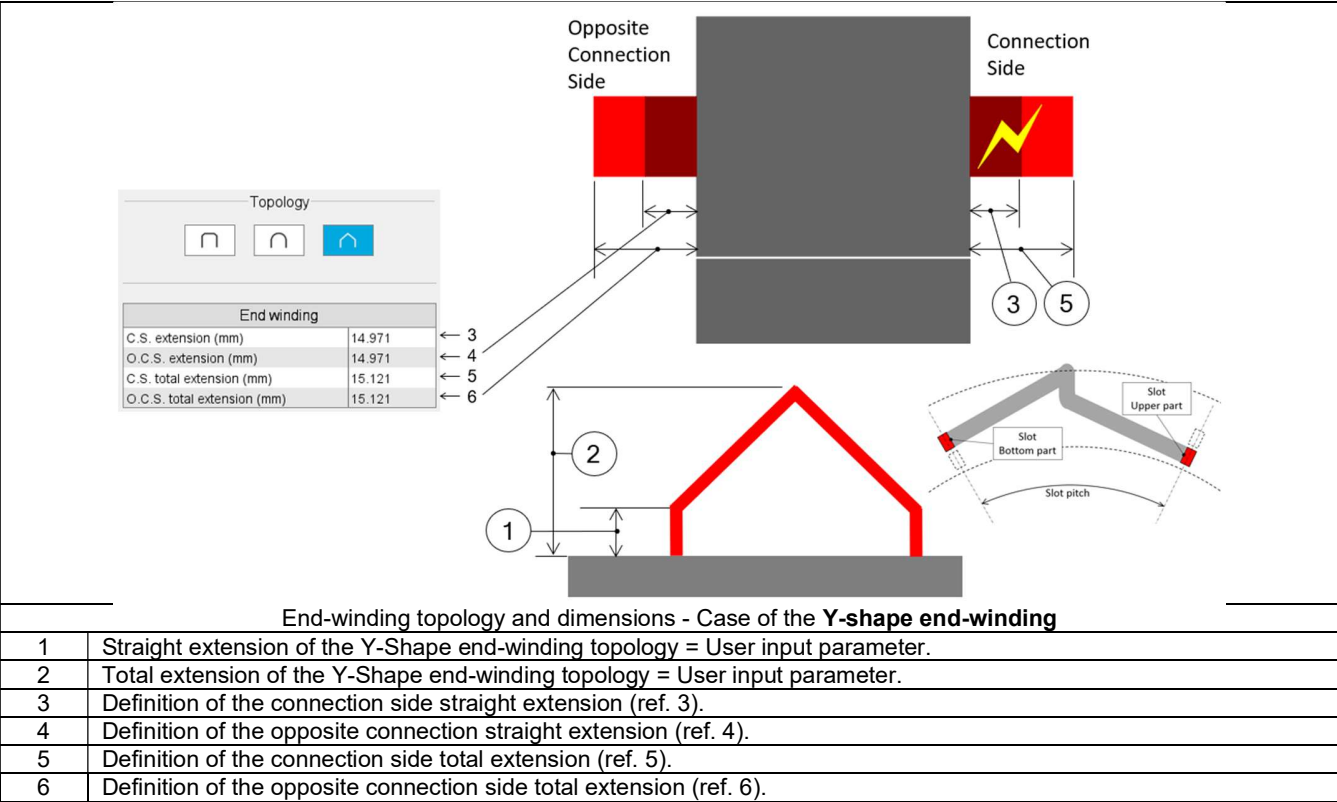 Opposite
Connection
Side
Connection
Side
Topology
End winding
C.S. extension (mm) 14.971 ← 3
O.C.S. extension (mm) 14.971 ← 4
C.S. total extension (mm) 15.121 ← 5
O.C.S. total extension (mm) 15.121 ← 6
3 5
2
1
Slot
Upper part
Slot
Bottom part
Slot pitch
End-winding topology and dimensions - Case of the Y-shape end-winding
1 Straight extension of the Y-Shape end-winding topology = User input parameter.
2 Total extension of the Y-Shape end-winding topology = User input parameter.
3 Definition of the connection side straight extension (ref. 3).
4 Definition of the opposite connection straight extension (ref. 4).
5 Definition of the connection side total extension (ref. 5).
6 Definition of the opposite connection side total extension (ref. 6).